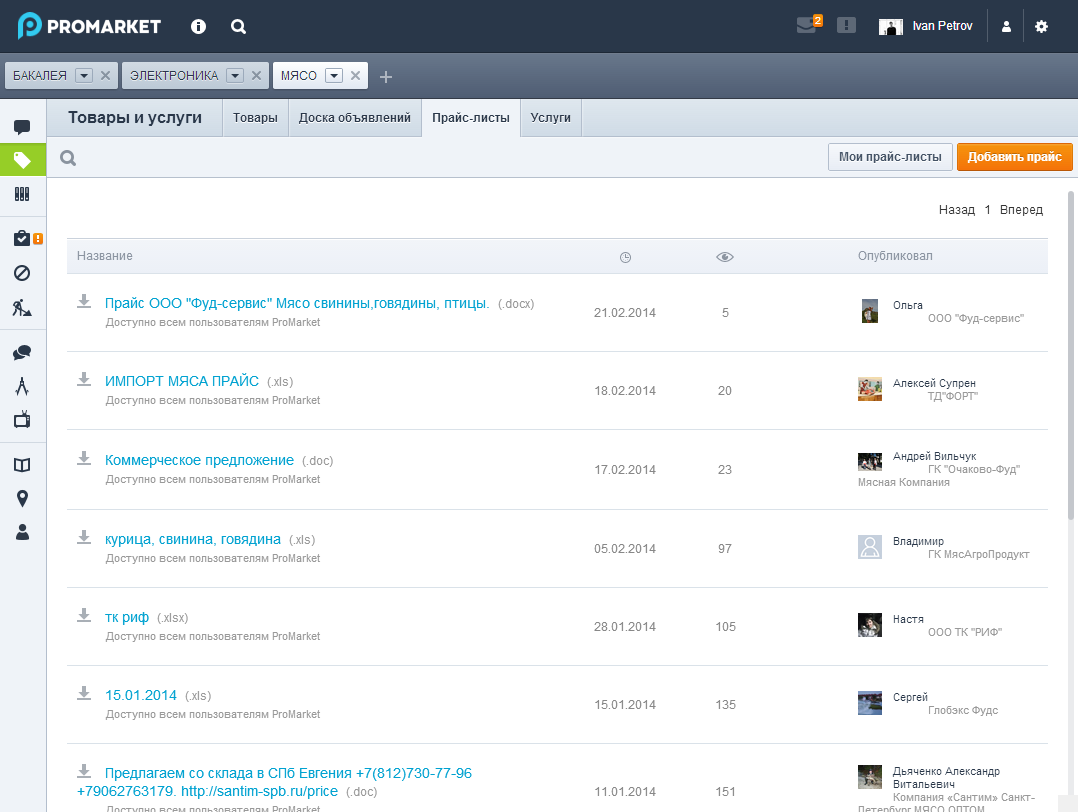 PROMARKET
2
Ivan Petrov
БАКАЛЕЯ
ЭЛЕКТРОНИКА
МЯСО
Товары и услуги
Товары
Доска объявлений
Прайс-листы
Услуги
Мои прайс-листы
Добавить прайс
Назад 1 Вперед
Название
Опубликовал
Прайс ООО "Фуд-сервис" Мясо свинины,говядины, птицы. (.docx)
Доступно всем пользователям ProMarket
21.02.2014
5
Ольга
ООО "Фуд-сервис"
ИМПОРТ МЯСА ПРАЙС (.xls)
Доступно всем пользователям ProMarket
18.02.2014
20
Алексей Супрен
ТД"ФОРТ"
Коммерческое предложение (.doc)
Доступно всем пользователям ProMarket
17.02.2014
23
Андрей Вильчук
ГК "Очаково-Фуд"
Мясная Компания
курица, свинина, говядина (.xls)
Доступно всем пользователям ProMarket
05.02.2014
97
Владимир
ГК МясАгроПродукт
тк риф (.xlsx)
Доступно всем пользователям ProMarket
28.01.2014
105
Настя
ООО ТК "РИФ"
15.01.2014 (.xls)
Доступно всем пользователям ProMarket
15.01.2014
135
Сергей
Глобэкс Фудс
Предлагаем со склада в СПб Евгения +7(812)730-77-96
+79062763179. http://santim-spb.ru/price (.doc)
Доступно всем пользователям ProMarket
11.01.2014
151
Дьяченко Александр
Витальевич
Компания «Сантим» Санкт-
Петербург МЯСО ОПТОМ